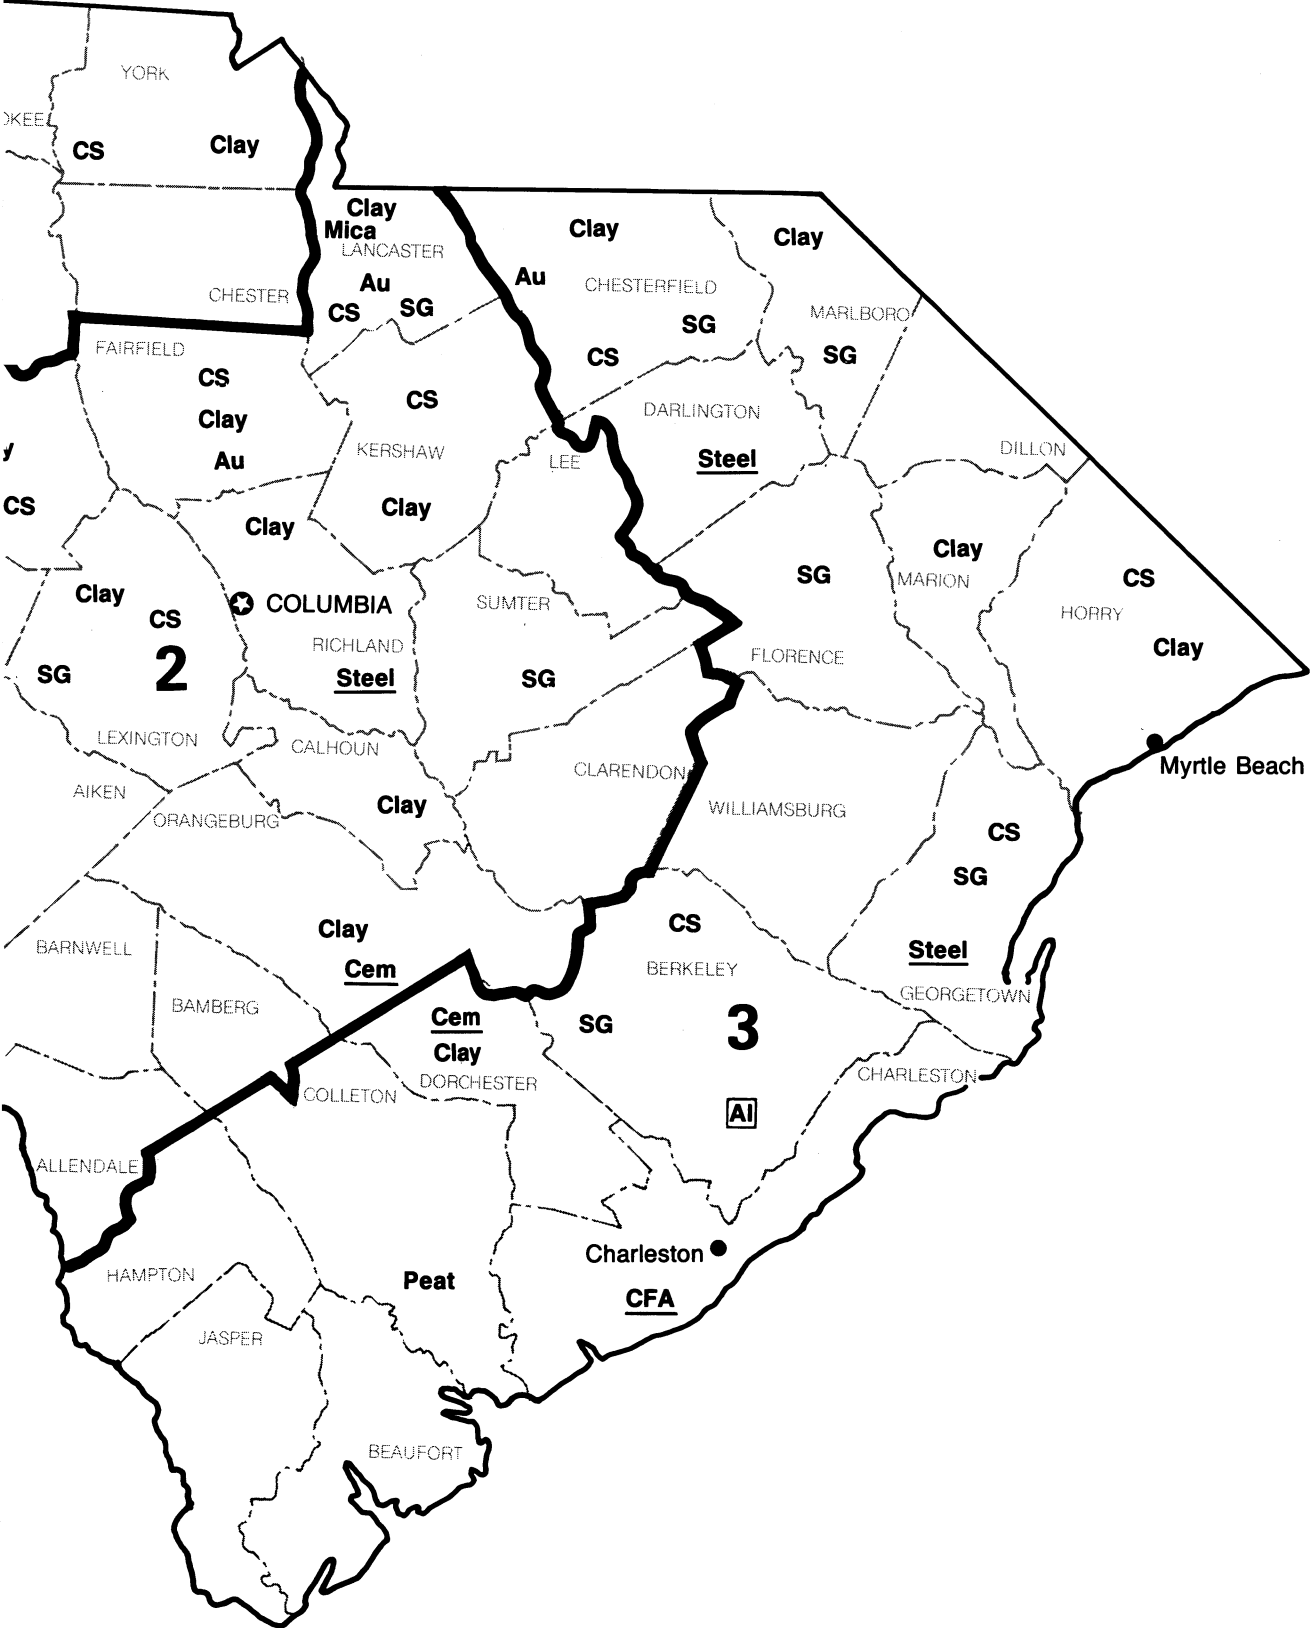 YORK
OKEE
CS
Clay
Clay
Mica
LANCASTER
Clay
Clay
Au
CHESTERFIELD
Au
CHESTER
CS
SG
SG
MARLBORO
FAIRFIELD
CS
SG
CS
CS
DARLINGTON
Clay
KERSHAW
LEE
Steel
DILLON
Au
y
CS
Clay
Clay
Clay
SG
MARION
CS
Clay
CS
COLUMBIA
SUMTER
HORRY
2
RICHLAND
Clay
SG
Steel
SG
FLORENCE
LEXINGTON
CALHOUN
CLARENDON
Myrtle Beach
AIKEN
ORANGEBURG
Clay
WILLIAMSBURG
CS
SG
BARNWELL
Clay
CS
Steel
Cem
BERKELEY
GEORGETOWN
BAMBERG
Cem
SG
3
Clay
COLLETON
DORCHESTER
CHARLESTON
Al
ALLENDALE
HAMPTON
Charleston
Peat
CFA
JASPER
BEAUFORT